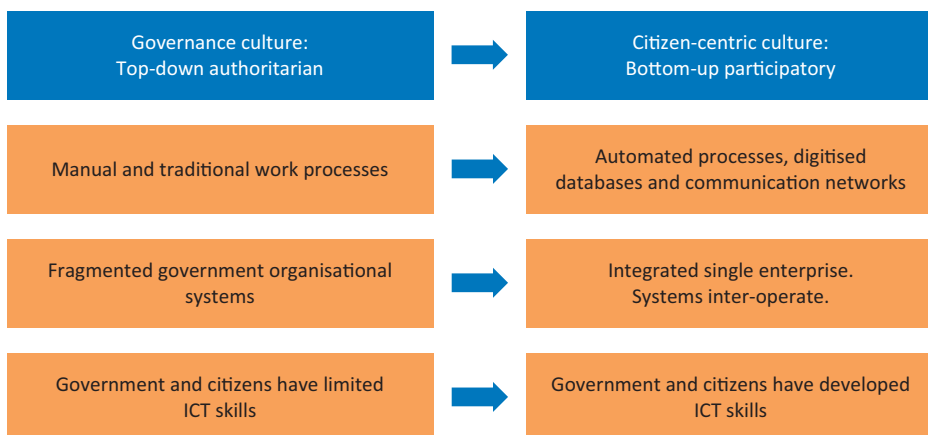 Governance culture:
Top-down authoritarian
Citizen-centric culture:
Bottom-up participatory
Manual and traditional work processes
Automated processes, digitised
databases and communication networks
Fragmented government organisational
systems
Integrated single enterprise.
Systems inter-operate.
Government and citizens have limited
ICT skills
Government and citizens have developed
ICT skills